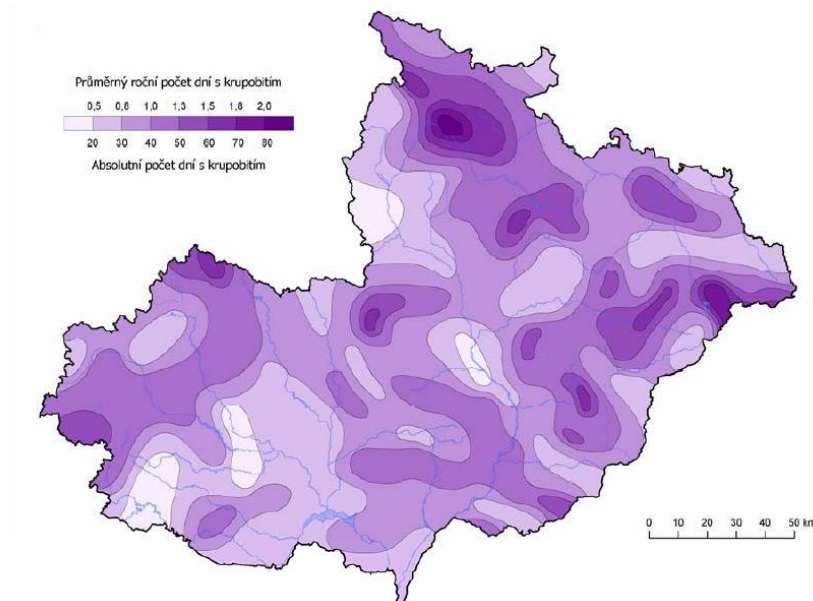 Průměrný roční počet dní s krupobitím
0,5 0,8 1,0 1,3 1,5 1,8 2,0
20 30 40 50 60 70 80
Absolutní počet dní s krupobitím
0 10 20 30 40 50 km